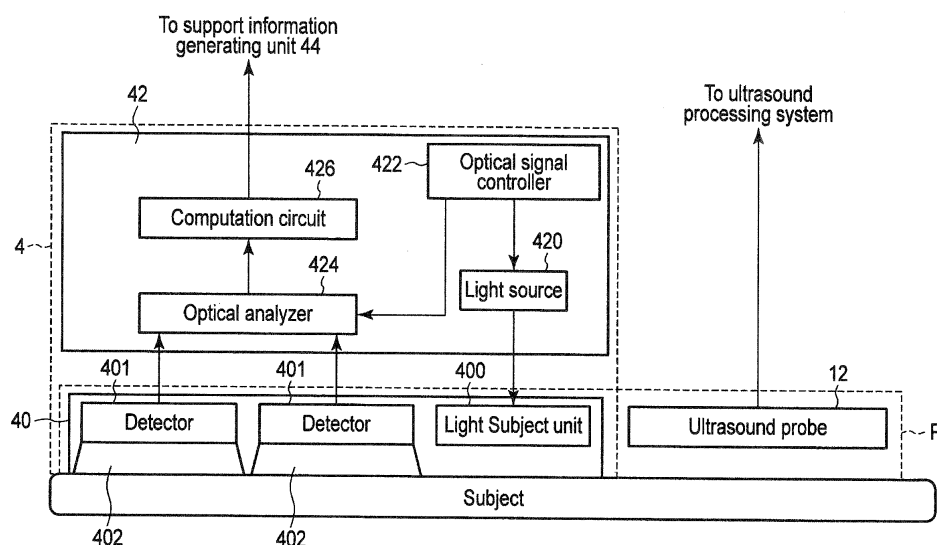 To support information
generating unit 44
To ultrasound
processing system
42
422
Optical signal
controller
426
Computation circuit
4
420
Light source
424
Optical analyzer
401
401
400
12
40
Detector
Detector
Light Subject unit
Ultrasound probe
P
Subject
402
402